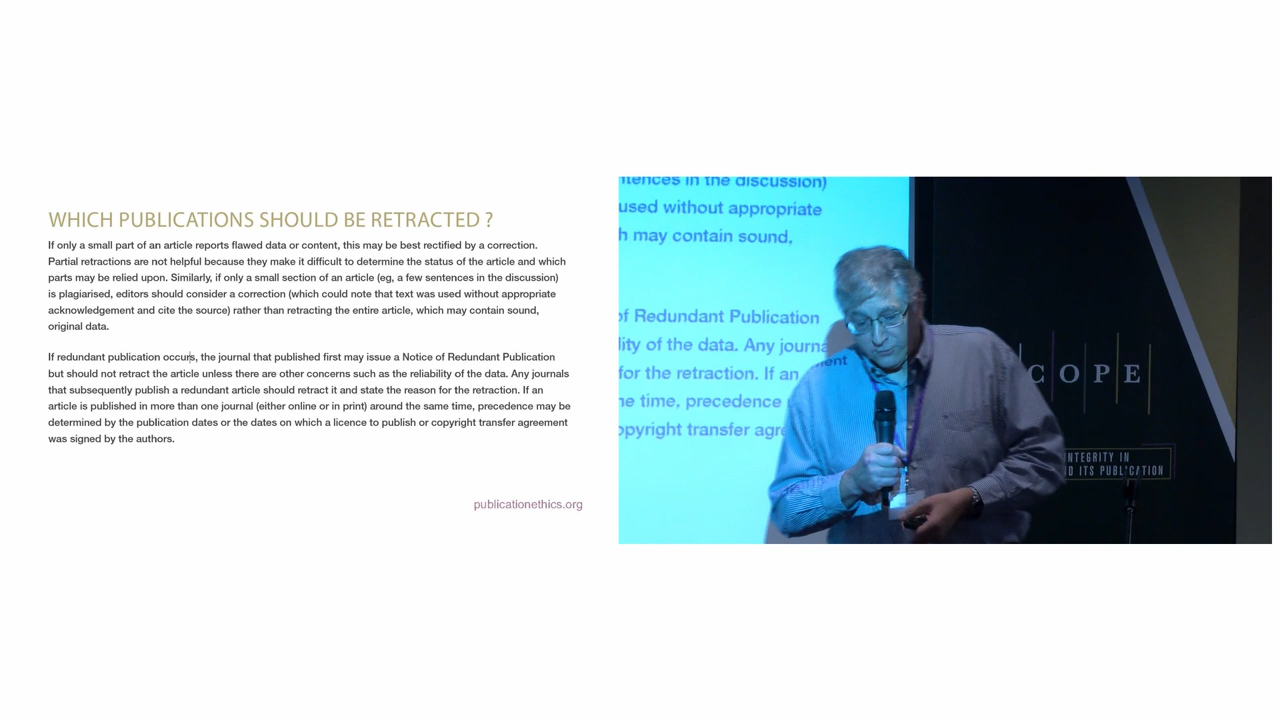 WHICH PUBLICATIONS SHOULD BE RETRACTED ?
If only a small part of an article reports flawed data or content, this may be best rectified by a correction.
Partial retractions are not helpful because they make it difficult to determine the status of the article and which
parts may be relied upon. Similarly, if only a small section of an article (eg, a few sentences in the discussion)
is plagiarised, editors should consider a correction (which could note that text was used without appropriate
acknowledgement and cite the source) rather than retracting the entire article, which may contain sound,
original data.
If redundant publication occurs, the journal that published first may issue a Notice of Redundant Publication
but should not retract the article unless there are other concerns such as the reliability of the data. Any journals
that subsequently publish a redundant article should retract it and state the reason for the retraction. If an
article is published in more than one journal (either online or in print) around the same time, precedence may be
determined by the publication dates or the dates on which a licence to publish or copyright transfer agreement
was signed by the authors.
publicationethics.org
in the discussion)
used without appropriate
may contain sound,
of Redundant Publication
of the data. Any
for the retraction. If an
time, precedence
transfer
COPE
INTEGRITY IN
ITS PUBLICATION